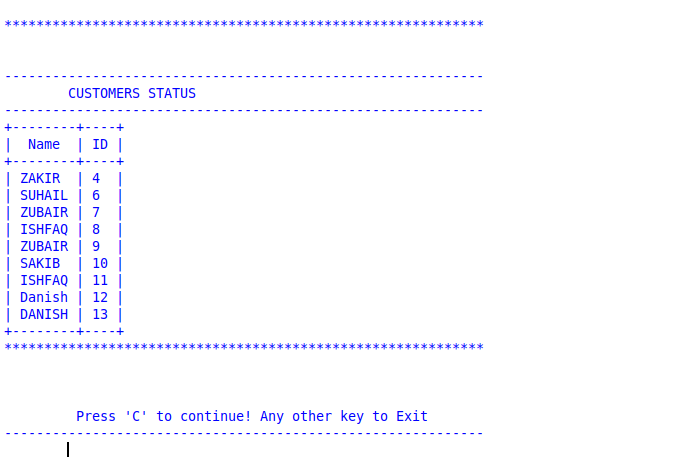 ************************************************************
------------------------------------------------------------
        CUSTOMERS STATUS
------------------------------------------------------------
+--------+----+
|  Name  | ID |
+--------+----+
| ZAKIR  | 4  |
| SUHAIL | 6  |
| ZUBAIR | 7  |
| ISHFAQ | 8  |
| ZUBAIR | 9  |
| SAKIB  | 10 |
| ISHFAQ | 11 |
| Danish | 12 |
| DANISH | 13 |
+--------+----+
************************************************************
         Press 'C' to continue! Any other key to Exit
------------------------------------------------------------